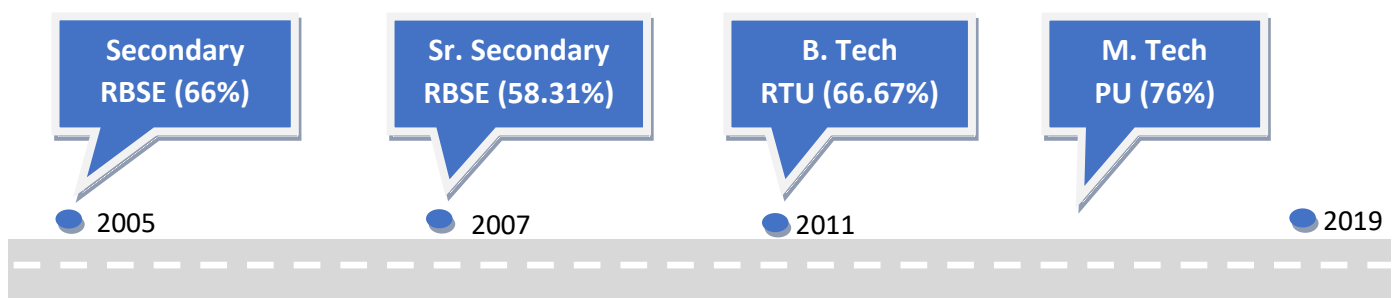 Secondary
RBSE (66%)
Sr. Secondary
RBSE (58.31%)
B. Tech
RTU (66.67%)
M. Tech
PU (76%)
2005
2007
2011
2019